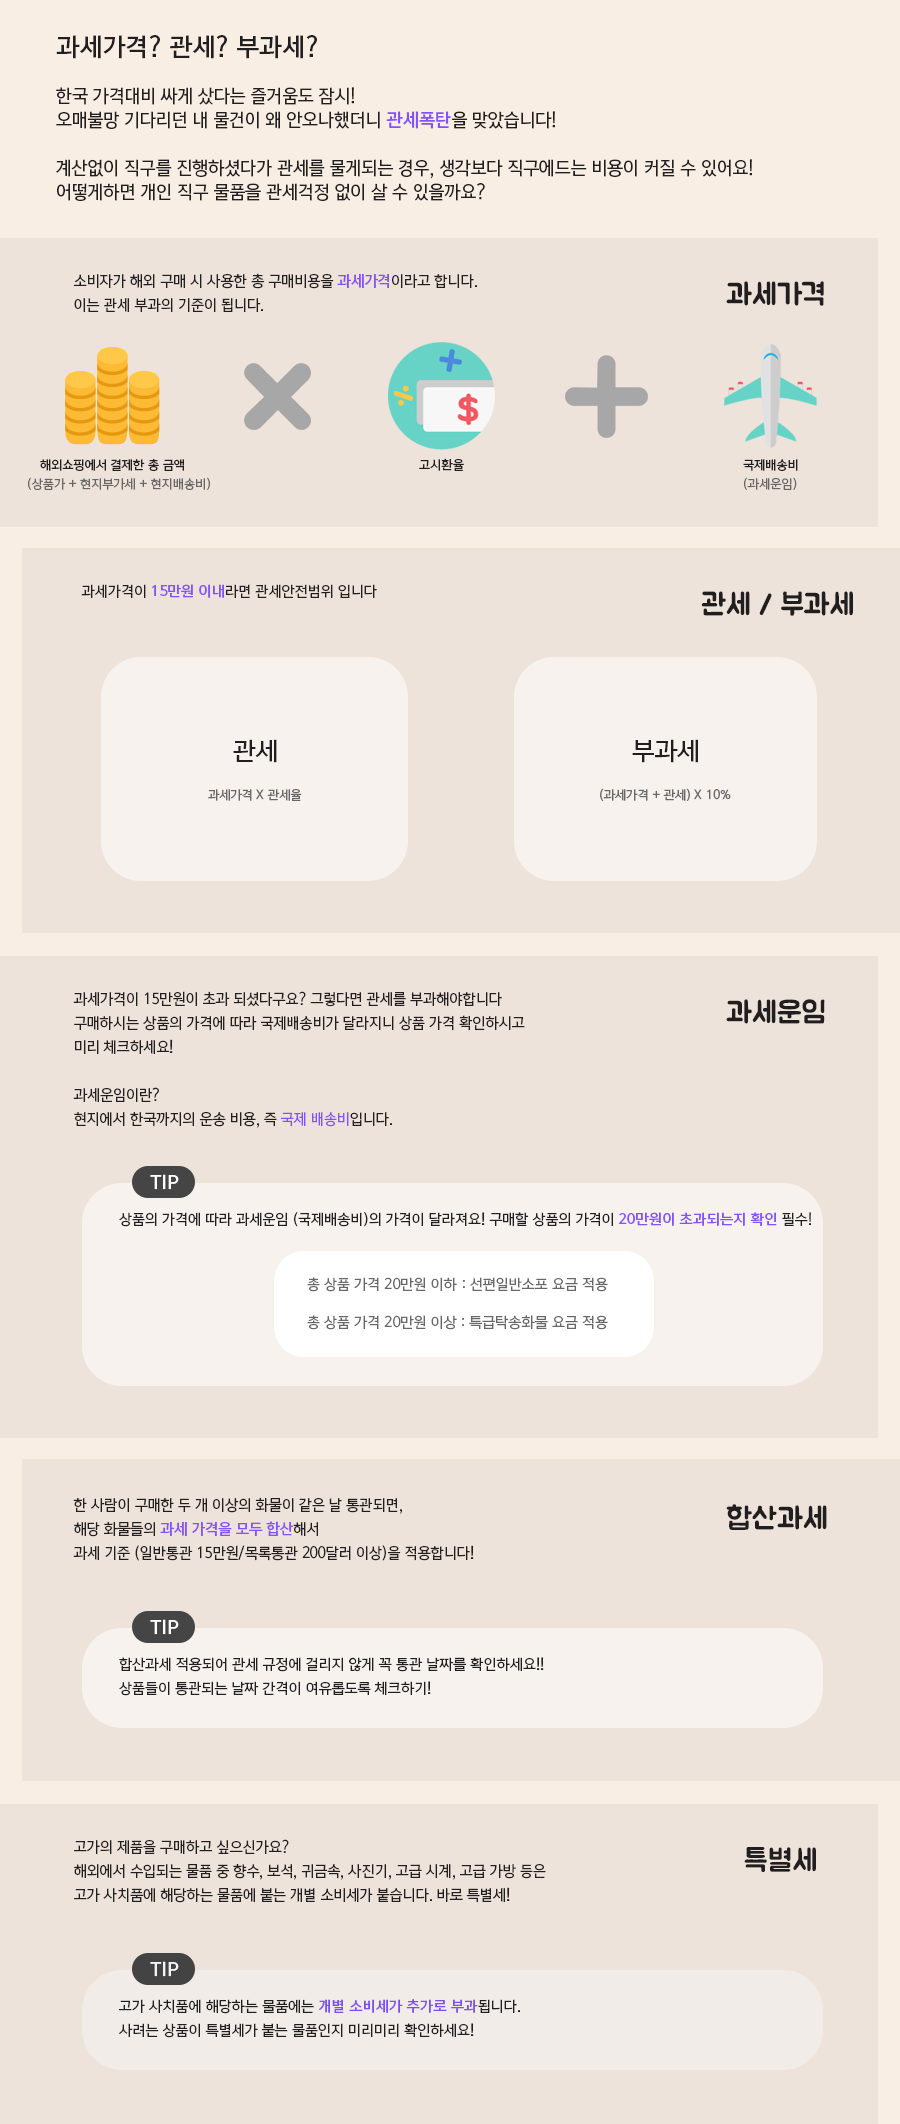 과세가격? 관세? 부과세?
한국 가격대비 싸게 샀다는 즐거움도 잠시!
오매불망 기다리던 내 물건이 왜 안오나했더니 관세폭탄을 맞았습니다!
계산없이 직구를 진행하셨다가 관세를 물게되는 경우, 생각보다 직구에드는 비용이 커질 수 있어요!
어떻게하면 개인 직구 물품을 관세걱정 없이 살 수 있을까요?
소비자가 해외 구매 시 사용한 총 구매비용을 과세가격이라고 합니다.
이는 관세 부과의 기준이 됩니다.
과세가격
$
해외쇼핑에서 결제한 총 금액
(상품가 + 현지부가세 + 현지배송비)
고시환율
국제배송비
(과세운임)
과세가격이 15만원 이내라면 관세안전범위 입니다
관세 / 부과세
관세
과세가격 X 관세율
부과세
(과세가격 + 관세) X 10%
과세가격이 15만원이 초과 되셨다구요? 그렇다면 관세를 부과해야합니다
구매하시는 상품의 가격에 따라 국제배송비가 달라지니 상품 가격 확인하시고
미리 체크하세요!
과세운임
과세운임이란?
현지에서 한국까지의 운송 비용, 즉 국제 배송비입니다.
TIP
상품의 가격에 따라 과세운임 (국제배송비)의 가격이 달라져요! 구매할 상품의 가격이 20만원이 초과되는지 확인 필수!
총 상품 가격 20만원 이하 : 선편일반소포 요금 적용
총 상품 가격 20만원 이상 : 특급탁송화물 요금 적용
한 사람이 구매한 두 개 이상의 화물이 같은 날 통관되면,
해당 화물들의 과세 가격을 모두 합산해서
과세 기준 (일반통관 15만원/목록통관 200달러 이상)을 적용합니다!
합산과세
TIP
합산과세 적용되어 관세 규정에 걸리지 않게 꼭 통관 날짜를 확인하세요!!
상품들이 통관되는 날짜 간격이 여유롭도록 체크하기!
고가의 제품을 구매하고 싶으신가요?
해외에서 수입되는 물품 중 향수, 보석, 귀금속, 사진기, 고급 시계, 고급 가방 등은
고가 사치품에 해당하는 물품에 붙는 개별 소비세가 붙습니다. 바로 특별세!
특별세
TIP
고가 사치품에 해당하는 물품에는 개별 소비세가 추가로 부과됩니다.
사려는 상품이 특별세가 붙는 물품인지 미리미리 확인하세요!